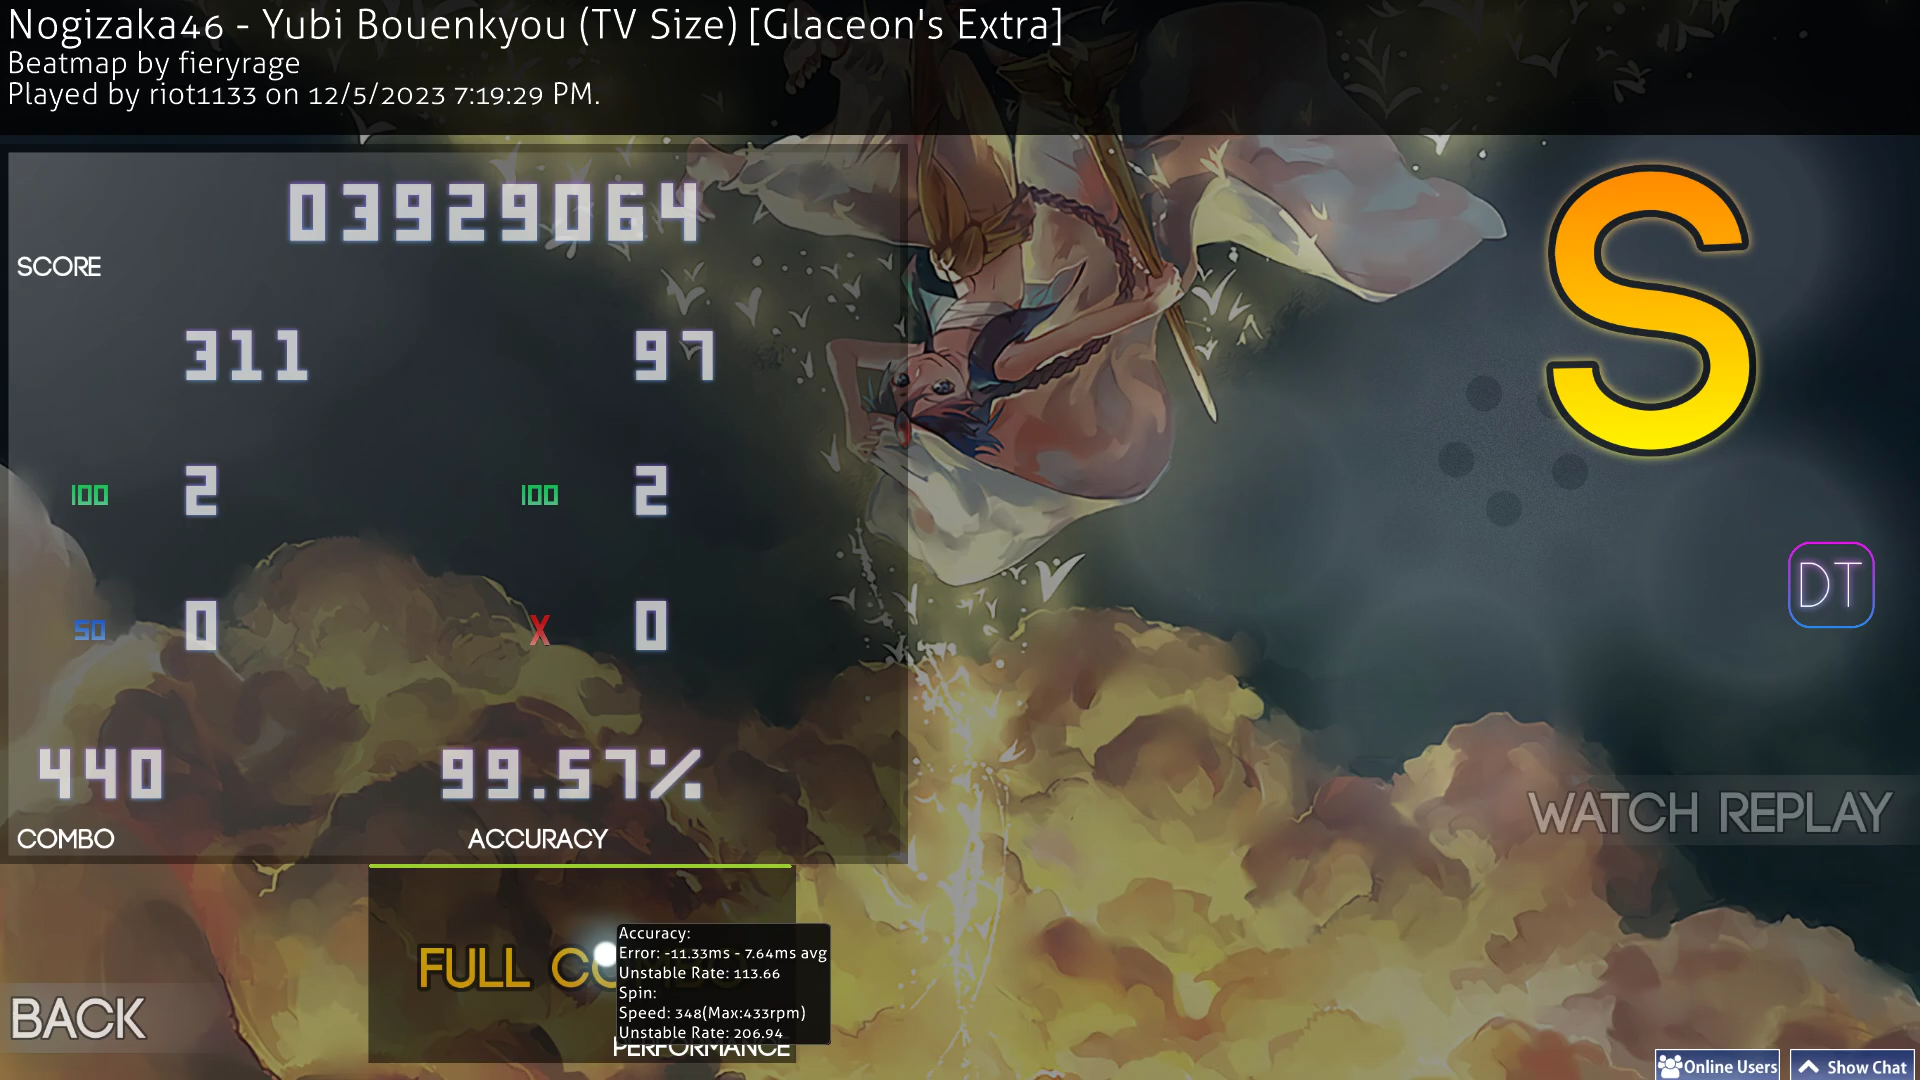 Nogizaka46 - Yubi Bouenkyou (TV Size) [Glaceon's Extra]
Beatmap by fieryrage
Played by riot1133 on 12/5/2023 7:19:29 PM.
03929064
SCORE
311 97
100 2 100 2
50 0 X 0
440 99.57%
COMBO ACCURACY
S
DT
WATCH REPLAY
FULL
Accuracy:
Error: -11.33ms - 7.64ms avg
Unstable Rate: 113.66
Spin:
Speed: 348(Max:433rpm)
Unstable Rate: 206.94
PERFORMANCE
BACK
Online Users
Show Chat